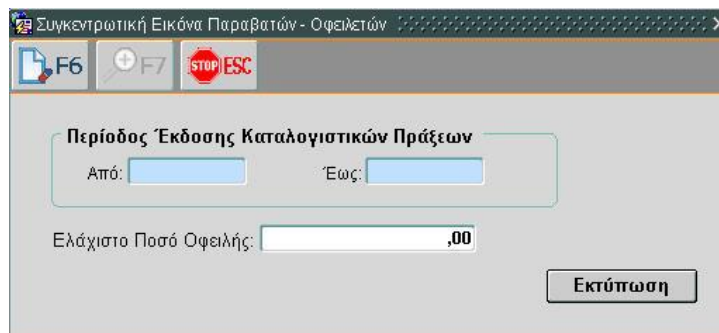 Συγκεντρωτική Εικόνα Παραβατών - Οφειλετών
F6 F7 STOP ESC
Περίοδος Έκδοσης Καταλογιστικών Πράξεων
Από: Έως:
Ελάχιστο Ποσό Οφειλής: ,00
Εκτύπωση